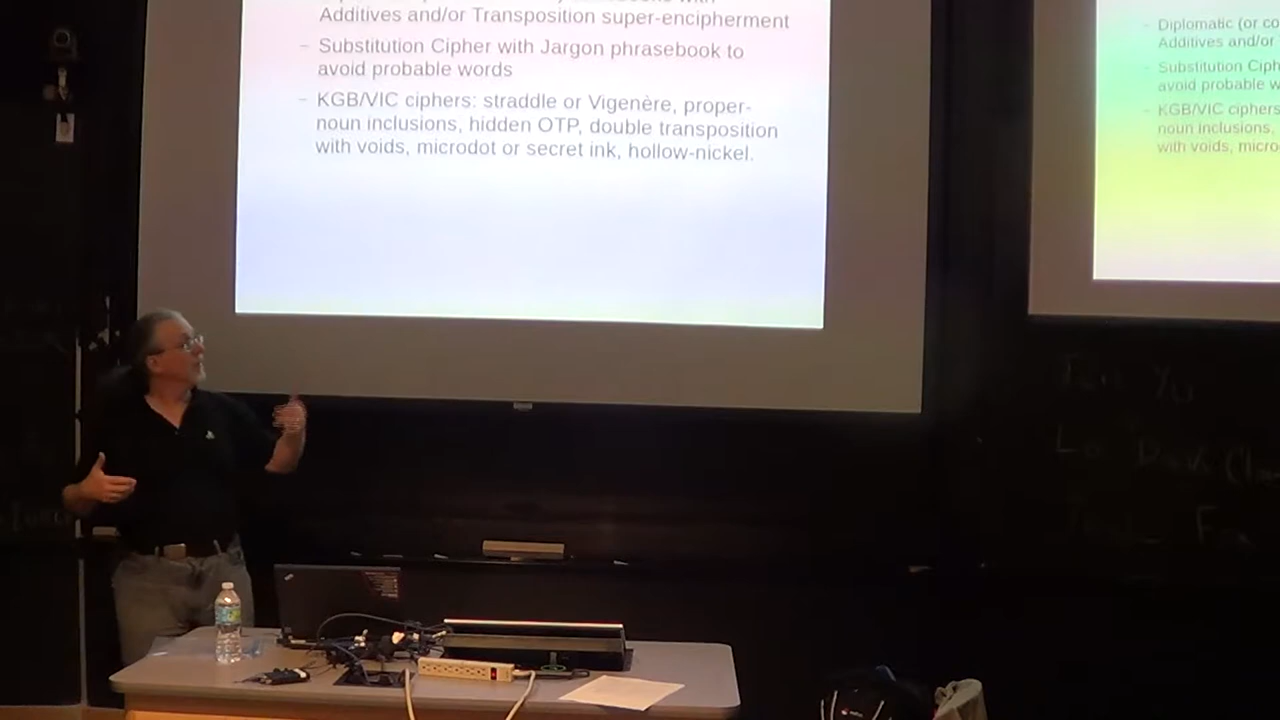 Additives and/or Transposition super-encipherment
– Substitution Cipher with Jargon phrasebook to
avoid probable words
– KGB/VIC ciphers: straddle or Vigenère, proper-
noun inclusions, hidden OTP, double transposition
with voids, microdot or secret ink, hollow-nickel.
– Diplomatic (or co
Additives and/or
– Substitution Ciph
avoid probable w
– KGB/VIC ciphers
noun inclusions,
with voids, micro